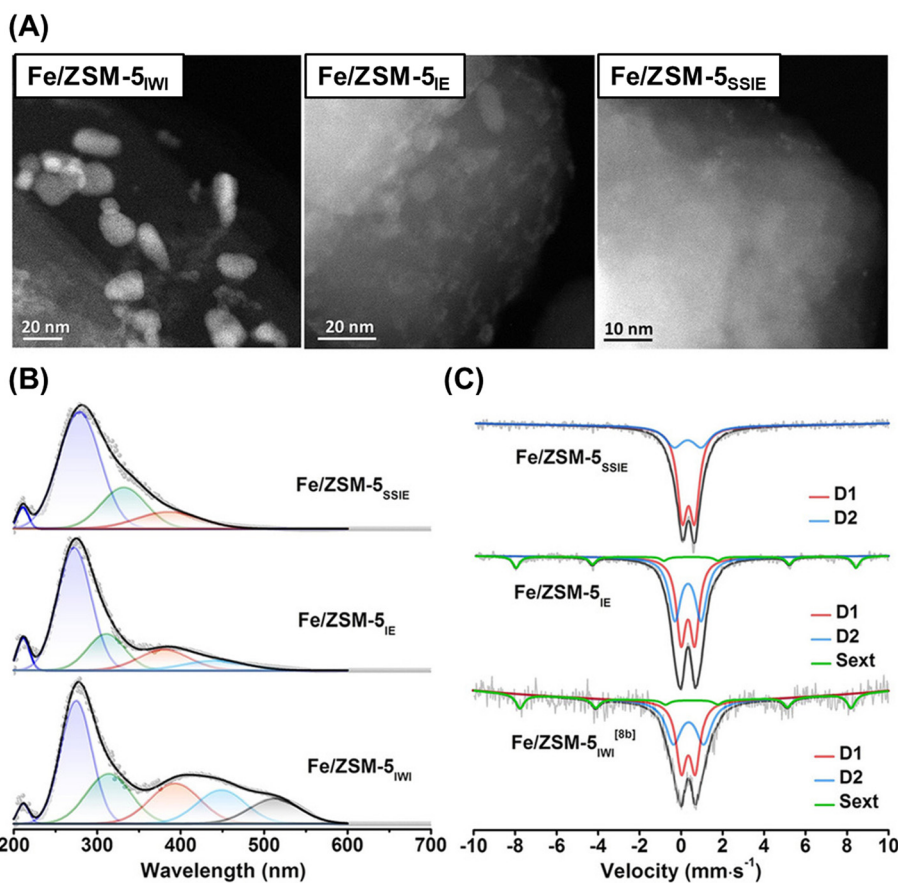 (A)
Fe/ZSM-5IWI
Fe/ZSM-5IE
Fe/ZSM-5SSIE
20 nm
20 nm
10 nm
(B)
(C)
Fe/ZSM-5SSIE
Fe/ZSM-5IE
Fe/ZSM-5IWI
200 300 400 500 600 700
Wavelength (nm)
Fe/ZSM-5SSIE
D1
D2
Fe/ZSM-5IE
D1
D2
Sext
Fe/ZSM-5IWI[8b]
D1
D2
Sext
-10 -8 -6 -4 -2 0 2 4 6 8 10
Velocity (mm·s-1)